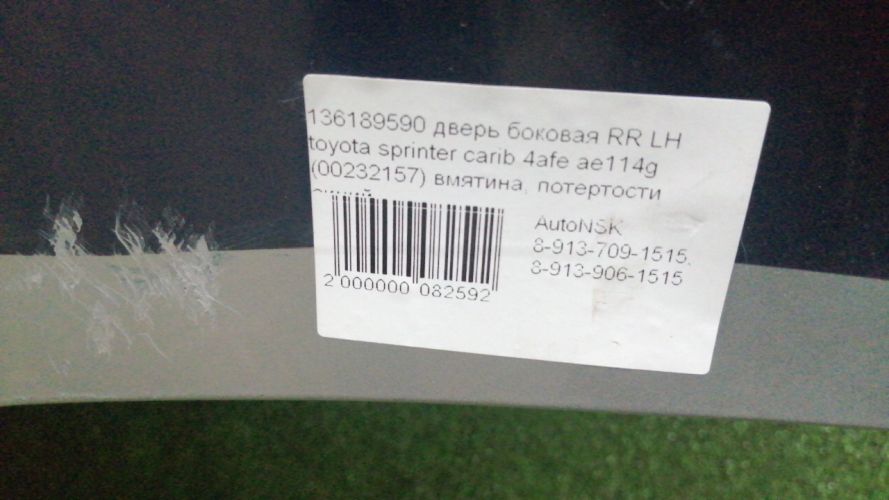 136189590 дверь боковая RR LH
toyota sprinter carib 4afe ae114g
(00232157) вмятина, потертости
AutoNSK
8-913-709-1515,
8-913-906-1515
2 000000 082592